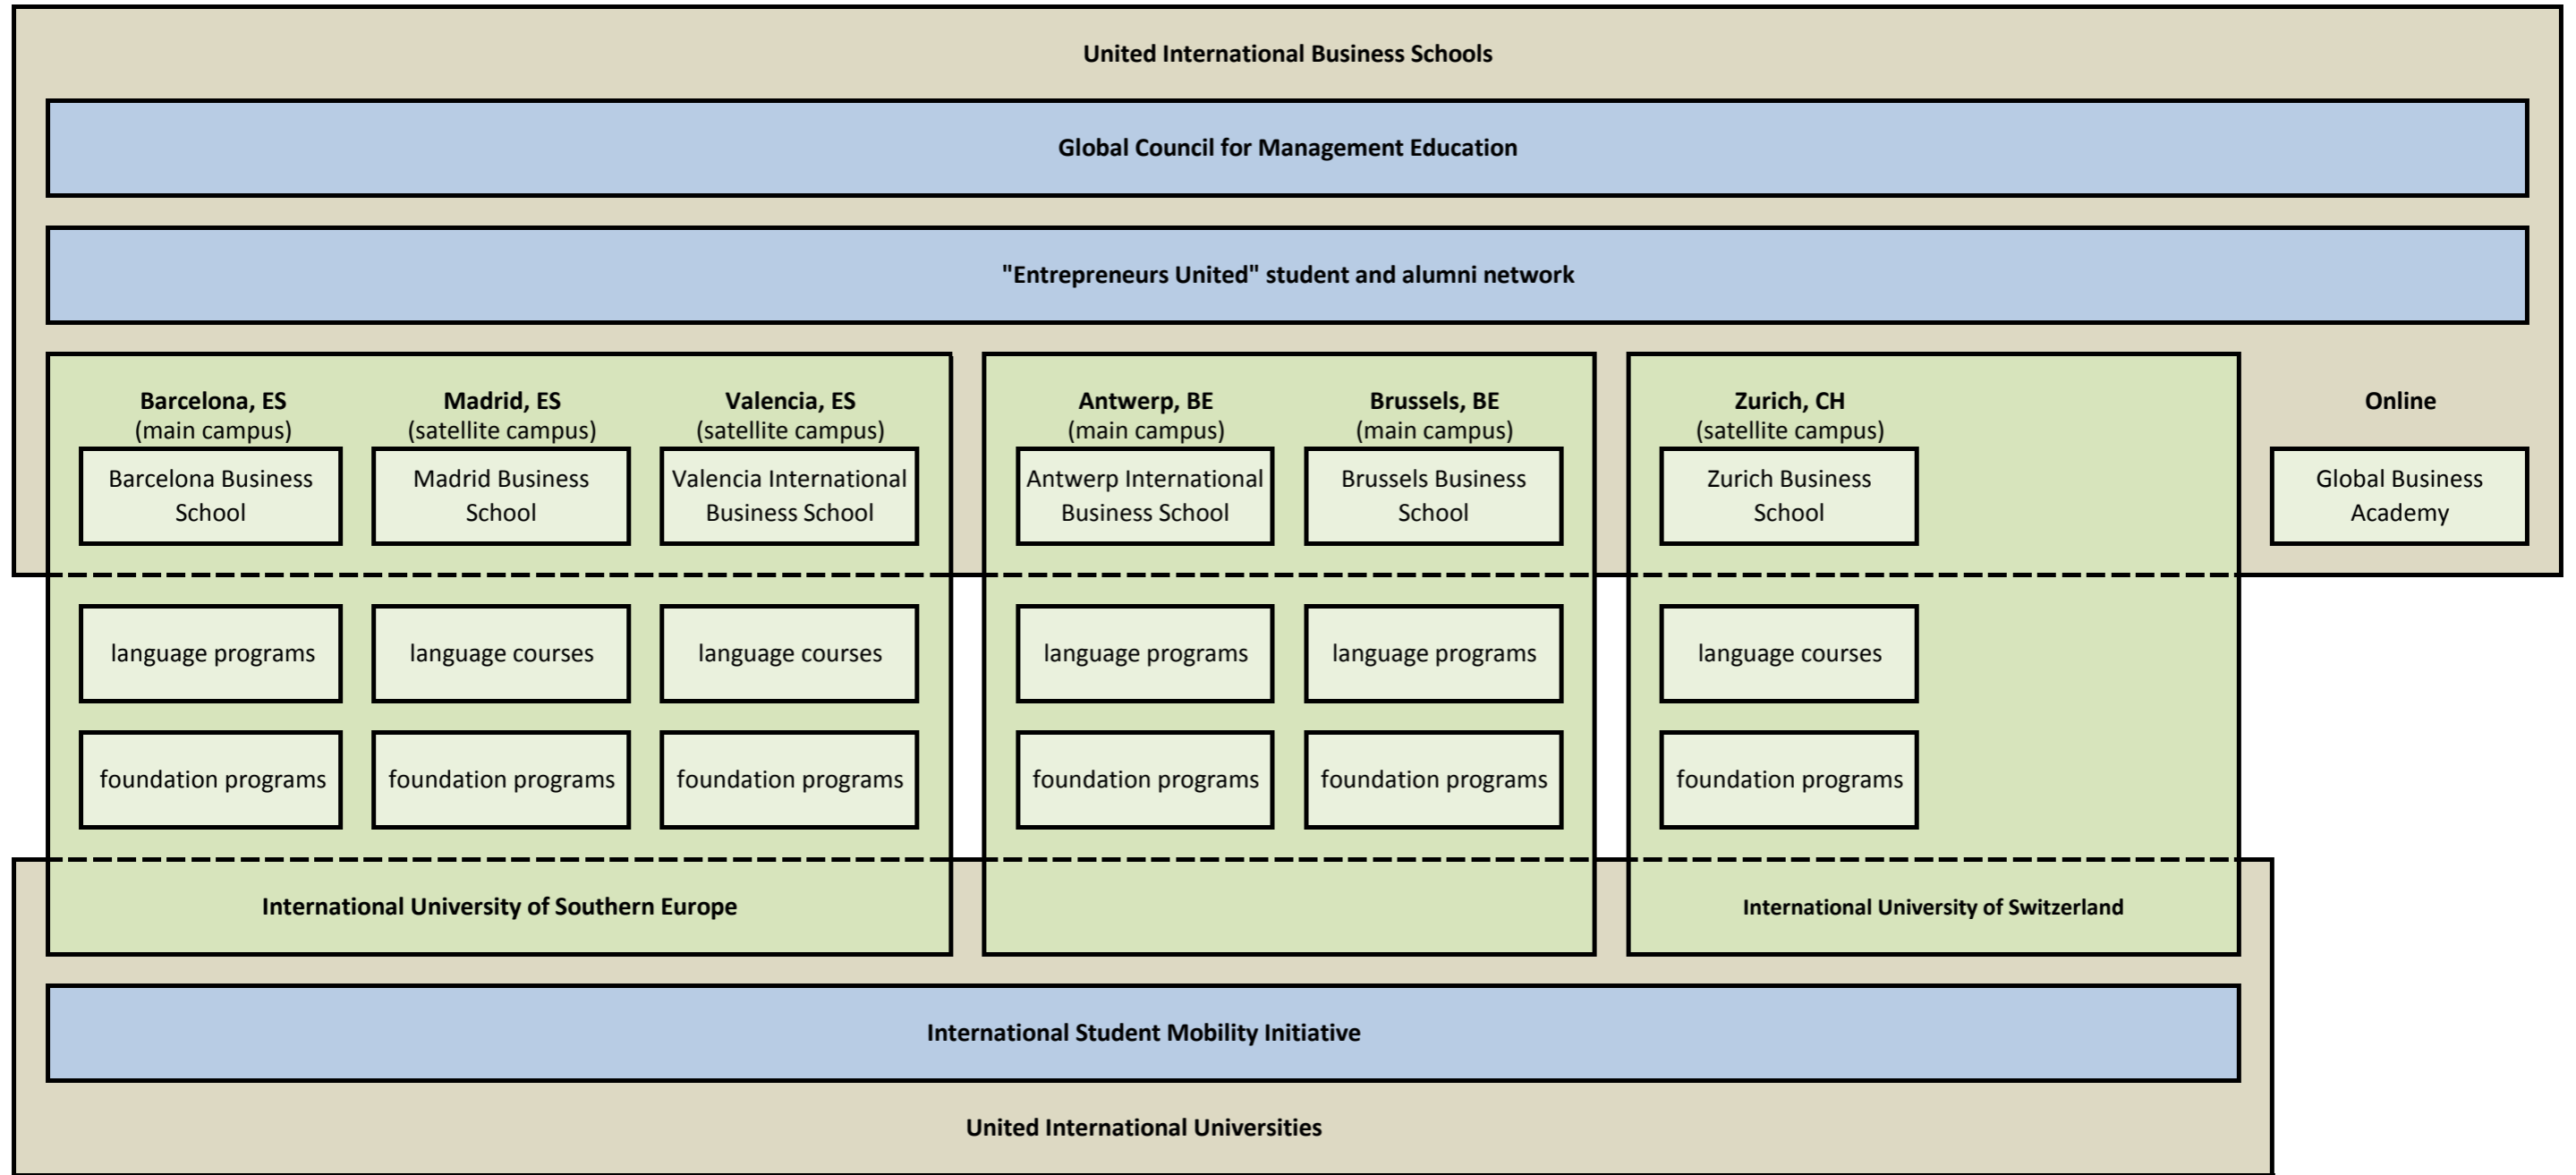 United International Business Schools
Global Council for Management Education
"Entrepreneurs United" student and alumni network
Barcelona, ES
(main campus)
Barcelona Business
School
Madrid, ES
(satellite campus)
Madrid Business
School
Valencia, ES
(satellite campus)
Valencia International
Business School
Antwerp, BE
(main campus)
Antwerp International
Business School
Brussels, BE
(main campus)
Brussels Business
School
Zurich, CH
(satellite campus)
Zurich Business
School
Online
Global Business
Academy
language programs
language courses
language courses
language programs
language programs
language courses
foundation programs
foundation programs
foundation programs
foundation programs
foundation programs
foundation programs
International University of Southern Europe
International University of Switzerland
International Student Mobility Initiative
United International Universities